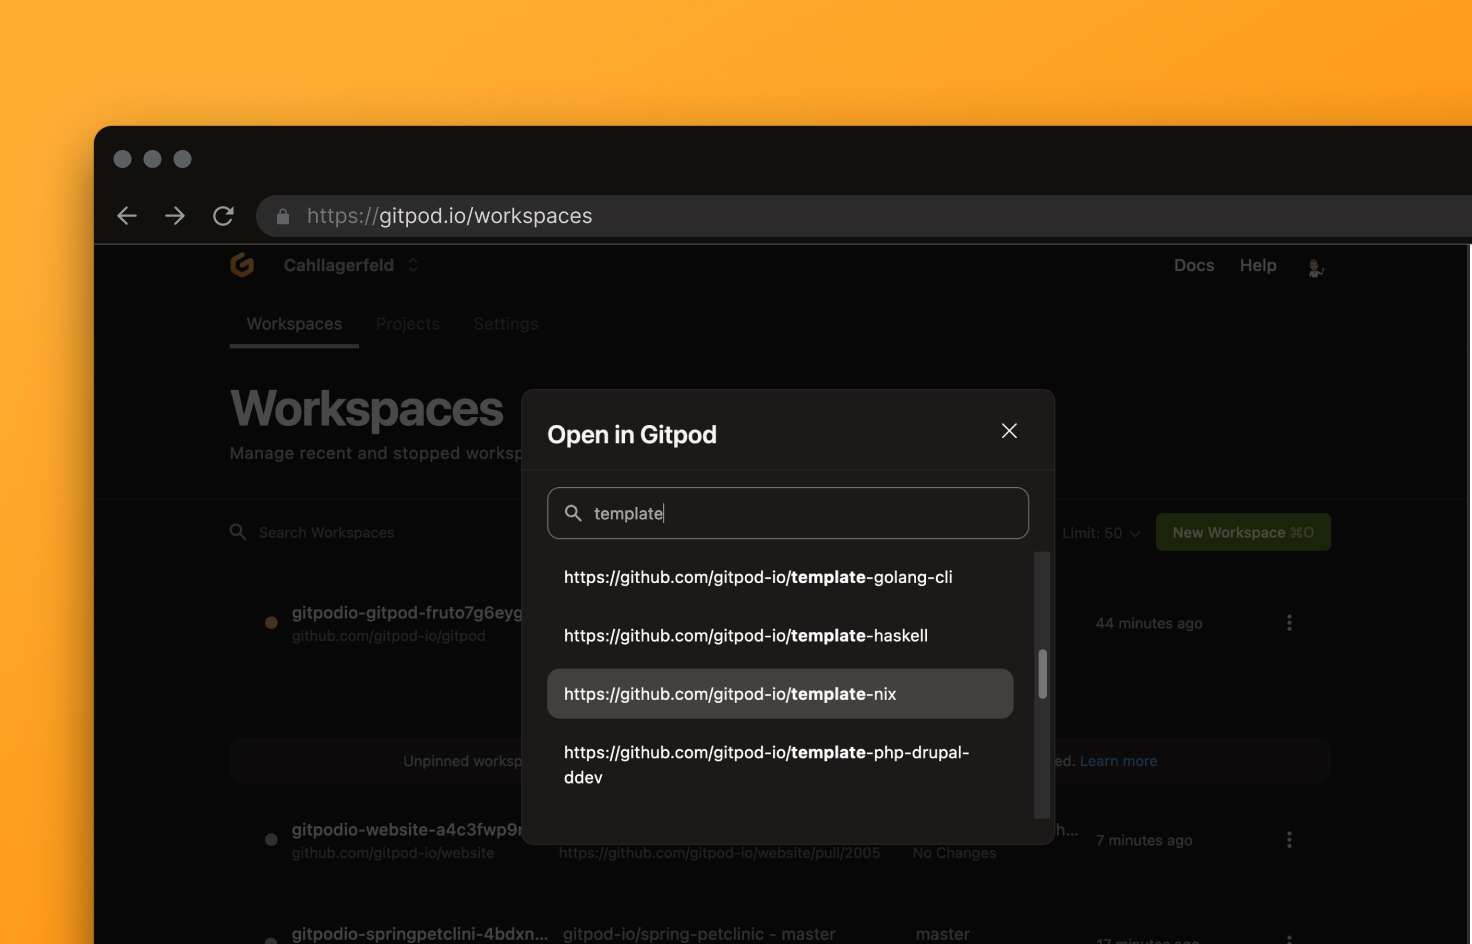 https://gitpod.io/workspaces
Cahllagerfeld
Docs Help
Workspaces Projects Settings
Workspaces
Manage recent and stopped
Open in Gitpod
template
Search Workspaces
Limit: 50
New Workspace ⌘O
https://github.com/gitpod-io/template-golang-cli
https://github.com/gitpod-io/template-haskell
https://github.com/gitpod-io/template-nix
https://github.com/gitpod-io/template-php-drupal-
ddev
gitpodio-gitpod-fruto7g6eyg
github.com/gitpod-io/gitpod
44 minutes ago
Unpinned
ed. Learn more
gitpodio-website-a4c3fwp9
github.com/gitpod-io/website
https://github.com/gitpod-io/website/pull/2005
h...
No Changes
7 minutes ago
gitpodio-springpetclini-4bdxn... gitpod-io/spring-petclinic - master master
17 minutes ago